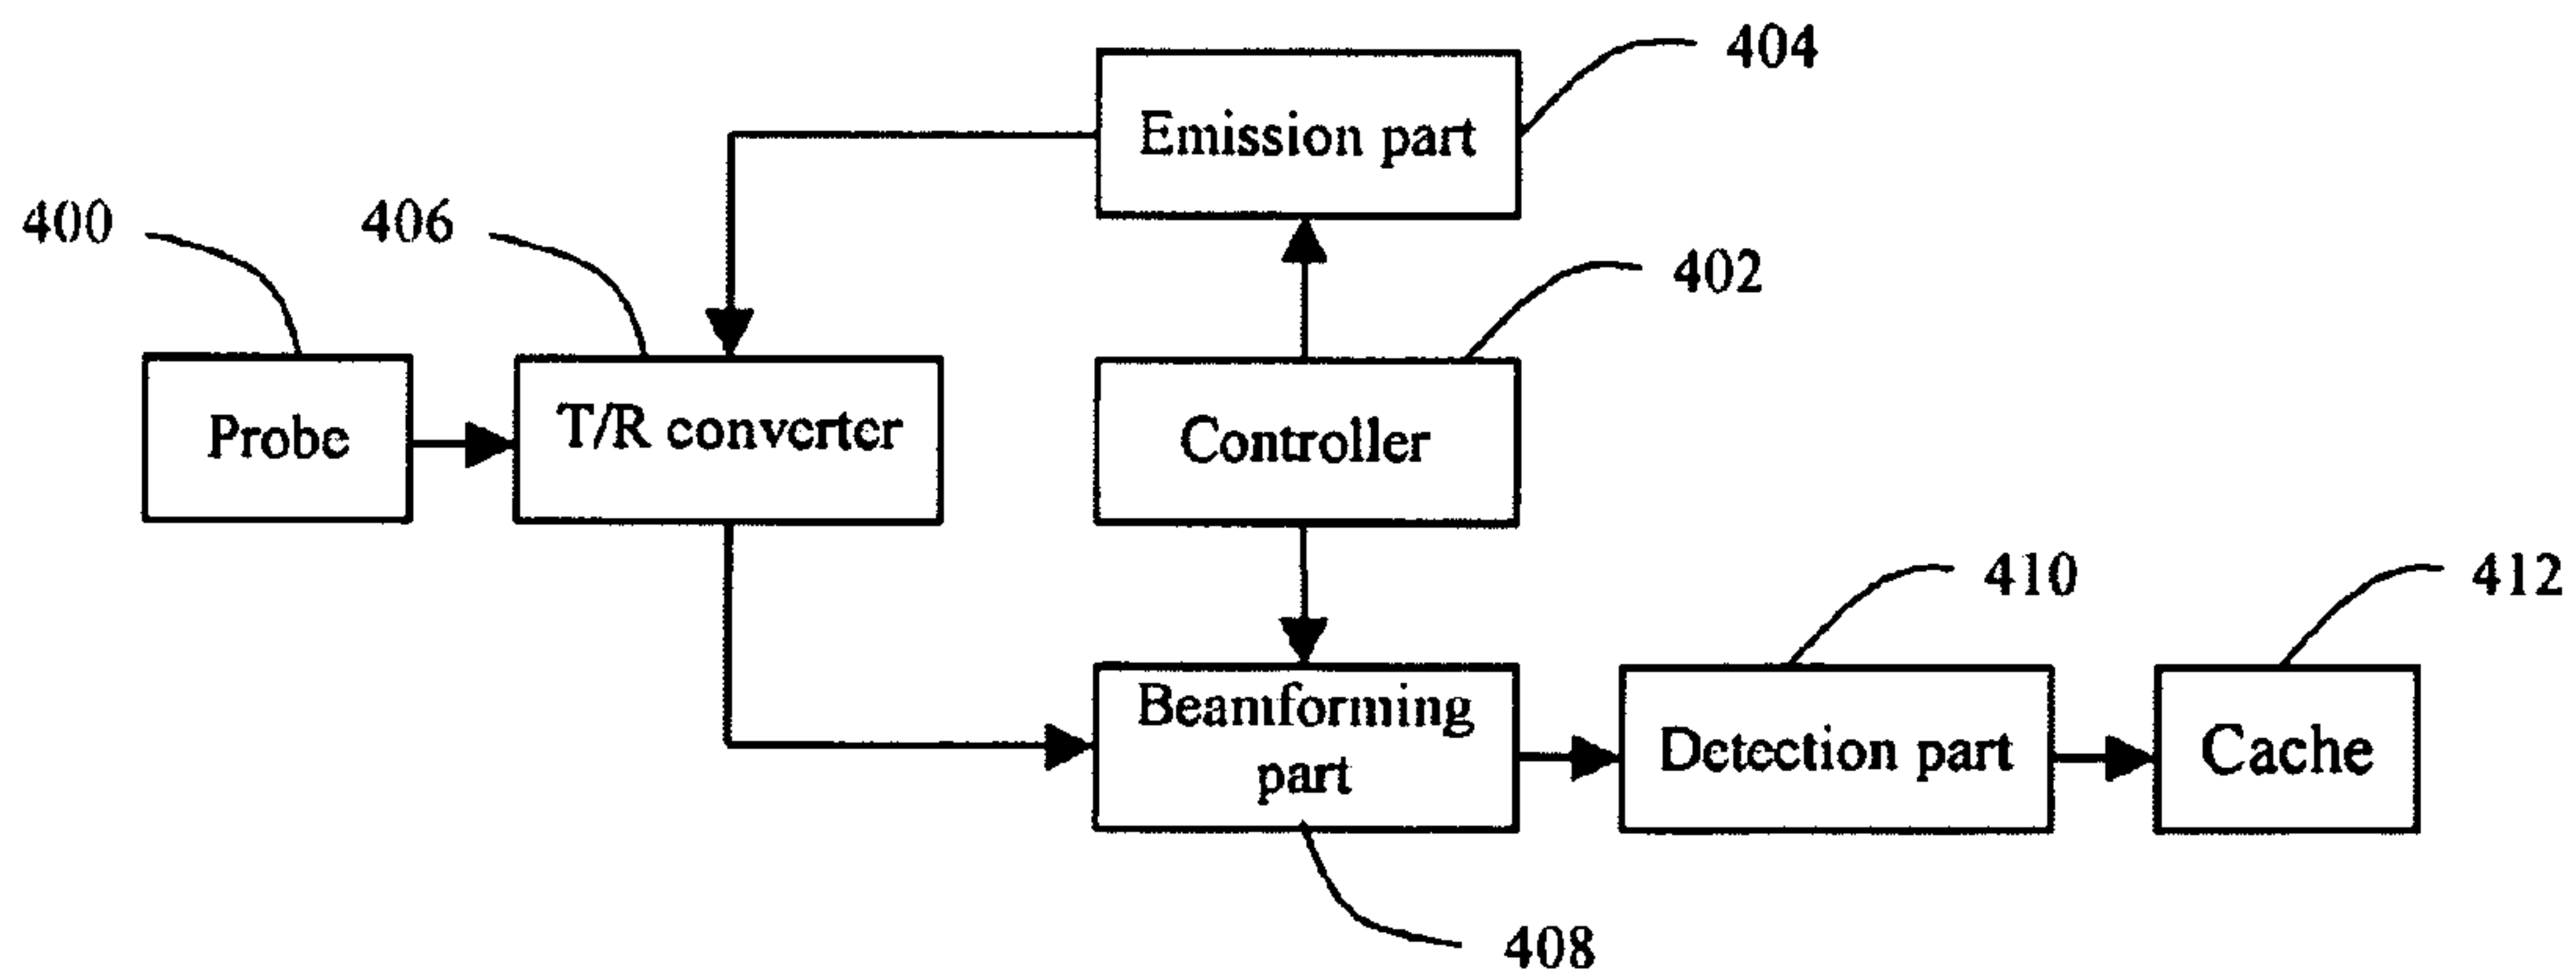 404
Emission part
400
406
402
Probe
T/R converter
Controller
410
412
Beamforming
part
Detection part
Cache
408